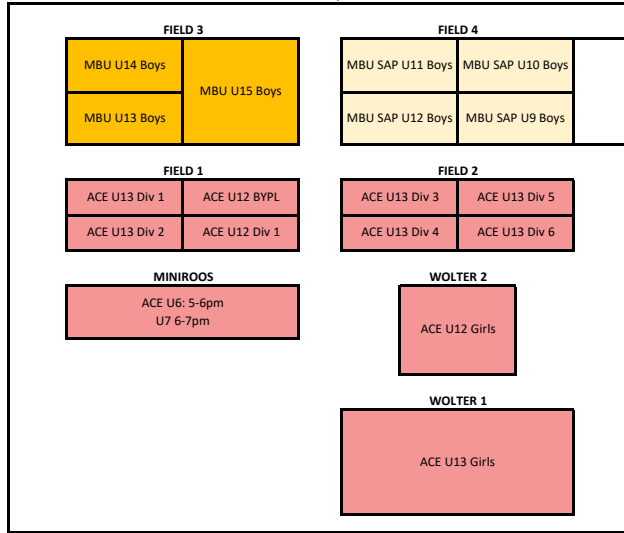 FIELD 3
MBU U14 Boys
MBU U13 Boys
MBU U15 Boys
FIELD 4
MBU SAP U11 Boys
MBU SAP U10 Boys
MBU SAP U12 Boys
MBU SAP U9 Boys
FIELD 1
ACE U13 Div 1
ACE U12 BYPL
ACE U13 Div 2
ACE U12 Div 1
FIELD 2
ACE U13 Div 3
ACE U13 Div 5
ACE U13 Div 4
ACE U13 Div 6
MINIROOS
ACE U6: 5-6pm
U7 6-7pm
WOLTER 2
ACE U12 Girls
WOLTER 1
ACE U13 Girls